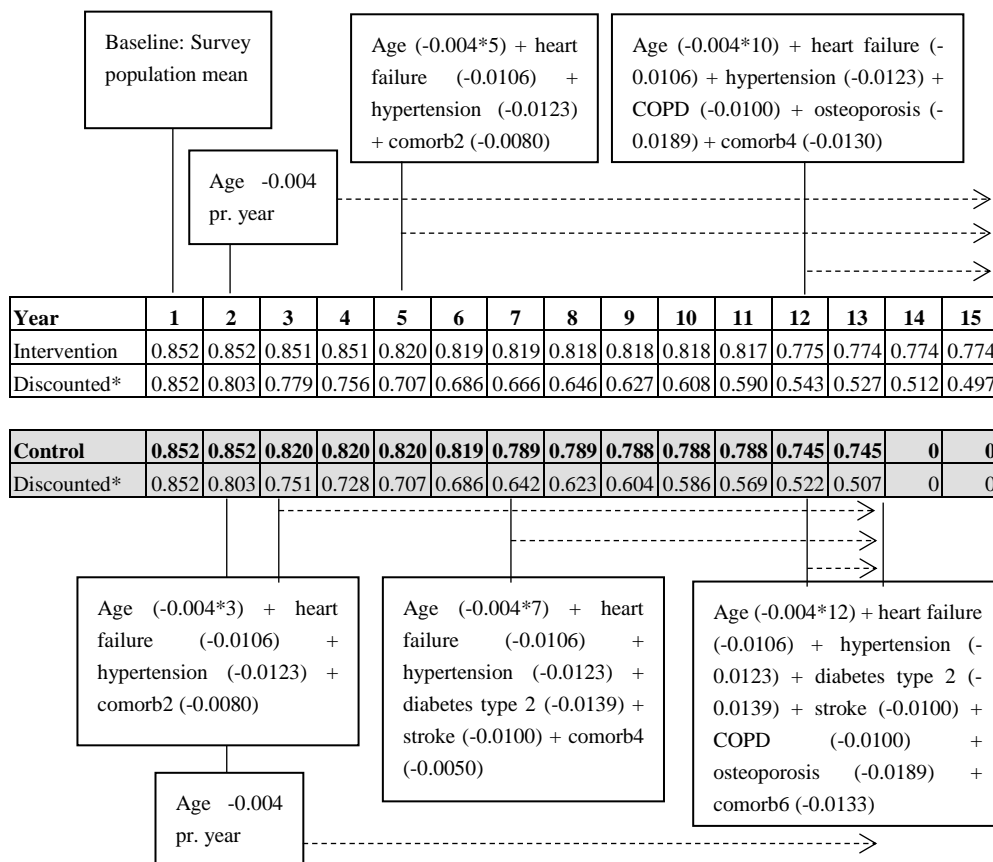 Baseline: Survey
population mean
Age (-0.004*5) + heart
failure (-0.0106) +
hypertension (-0.0123)
+ comorb2 (-0.0080)
Age (-0.004*10) + heart failure (-
0.0106) + hypertension (-0.0123) +
COPD (-0.0100) + osteoporosis (-
0.0189) + comorb4 (-0.0130)
Age -0.004
pr. year
Year 1 2 3 4 5 6 7 8 9 10 11 12 13 14 15
Intervention 0.852 0.852 0.851 0.851 0.820 0.819 0.819 0.818 0.818 0.818 0.817 0.775 0.774 0.774 0.774
Discounted* 0.852 0.803 0.779 0.756 0.707 0.686 0.666 0.646 0.627 0.608 0.590 0.543 0.527 0.512 0.497
Control 0.852 0.852 0.820 0.820 0.820 0.819 0.789 0.789 0.788 0.788 0.788 0.745 0.745 0 0
Discounted* 0.852 0.803 0.751 0.728 0.707 0.686 0.642 0.623 0.604 0.586 0.569 0.522 0.507 0 0
Age (-0.004*3) + heart
failure (-0.0106) +
hypertension (-0.0123) +
comorb2 (-0.0080)
Age (-0.004*7) + heart
failure (-0.0106) +
hypertension (-0.0123) +
diabetes type 2 (-0.0139) +
stroke (-0.0100) + comorb4
(-0.0050)
Age (-0.004*12) + heart failure
(-0.0106) + hypertension (-
0.0123) + diabetes type 2 (-
0.0139) + stroke (-0.0100) +
COPD (-0.0100) +
osteoporosis (-0.0189) +
comorb6 (-0.0133)
Age -0.004
pr. year